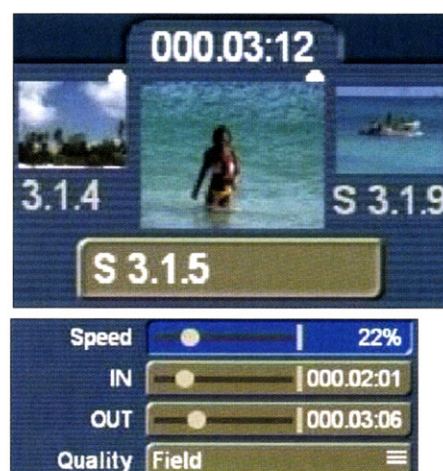 000.03:12
3.1.4
S 3.1.9
S 3.1.5
Speed 22%
IN 000.02:01
OUT 000.03:06
Quality Field